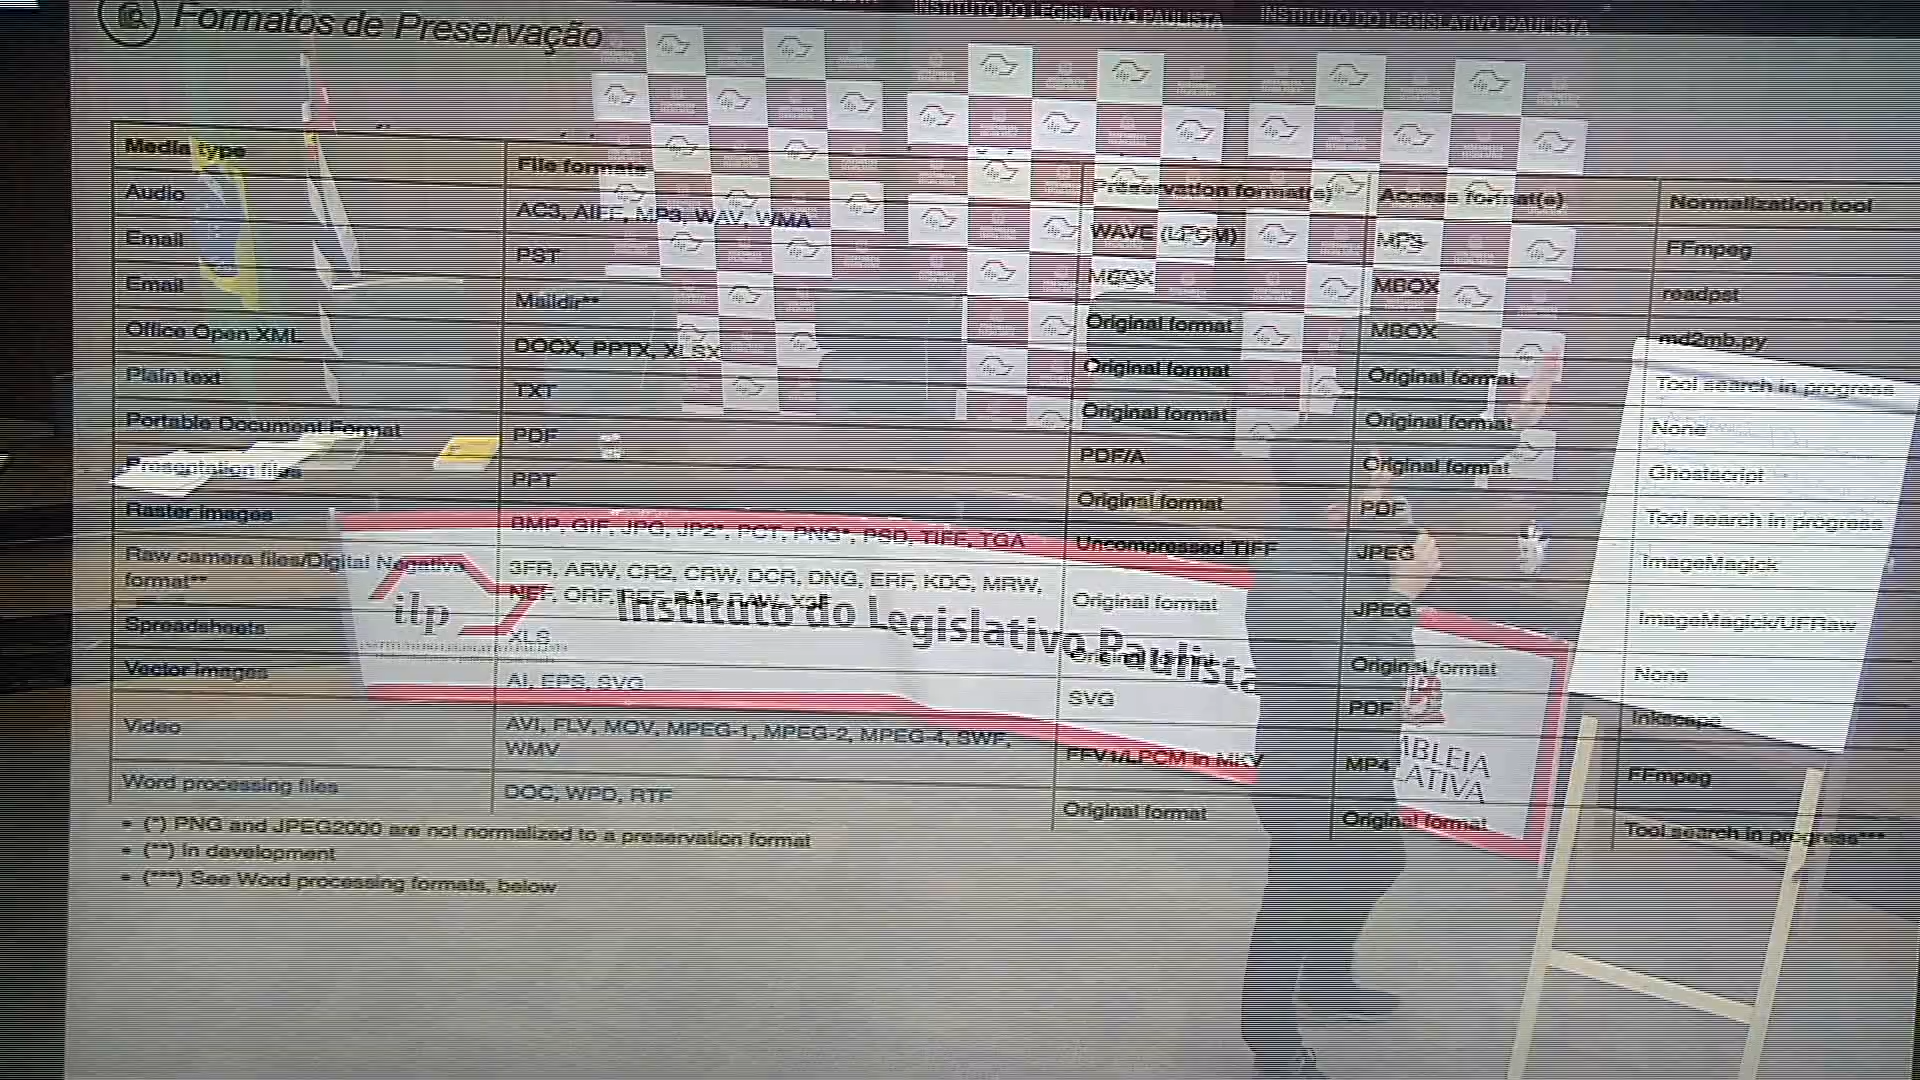 INSTITUTO DO LEGISLATIVO PAULISTA
INSTITUTO DO LEGISLATIVO PAULISTA
Formatos de Preservação
Media type File formats Preservation format(s) Access format(s) Normalization tool
Audio AC3, AIFF, MP3, WAV, WMA WAVE (LPCM) MP3 FFmpeg
Email PST MBOX MBOX readpst
Email Maildir** Original format MBOX md2mb.py
Office Open XML DOCX, PPTX, XLSX Original format Original format Tool search in progress
Plain text TXT Original format Original format None
Portable Document Format PDF PDF/A Original format Ghostscript
Presentation files PPT Original format PDF Tool search in progress
Raster images BMP, GIF, JPG, JP2*, PCT, PNG*, PSD, TIFF, TGA Uncompressed TIFF JPEG ImageMagick
Raw camera files/Digital Negative format** 3FR, ARW, CR2, CRW, DCR, DNG, ERF, KDC, MRW,
NEF, ORF, RAW, X3F Original format JPEG ImageMagick/UFRaw
Spreadsheets XLS Original format None
Vector images AI, EPS, SVG SVG PDF Inkscape
Video AVI, FLV, MOV, MPEG-1, MPEG-2, MPEG-4, SWF,
WMV FFV1/LPCM in MKV MP4 FFmpeg
Word processing files DOC, WPD, RTF Original format Original format Tool search in progress***
• (*) PNG and JPEG2000 are not normalized to a preservation format
• (**) In development
• (***) See Word processing formats, below
ilp
Instituto do Legislativo Paulista
BLEIA
ATIVA